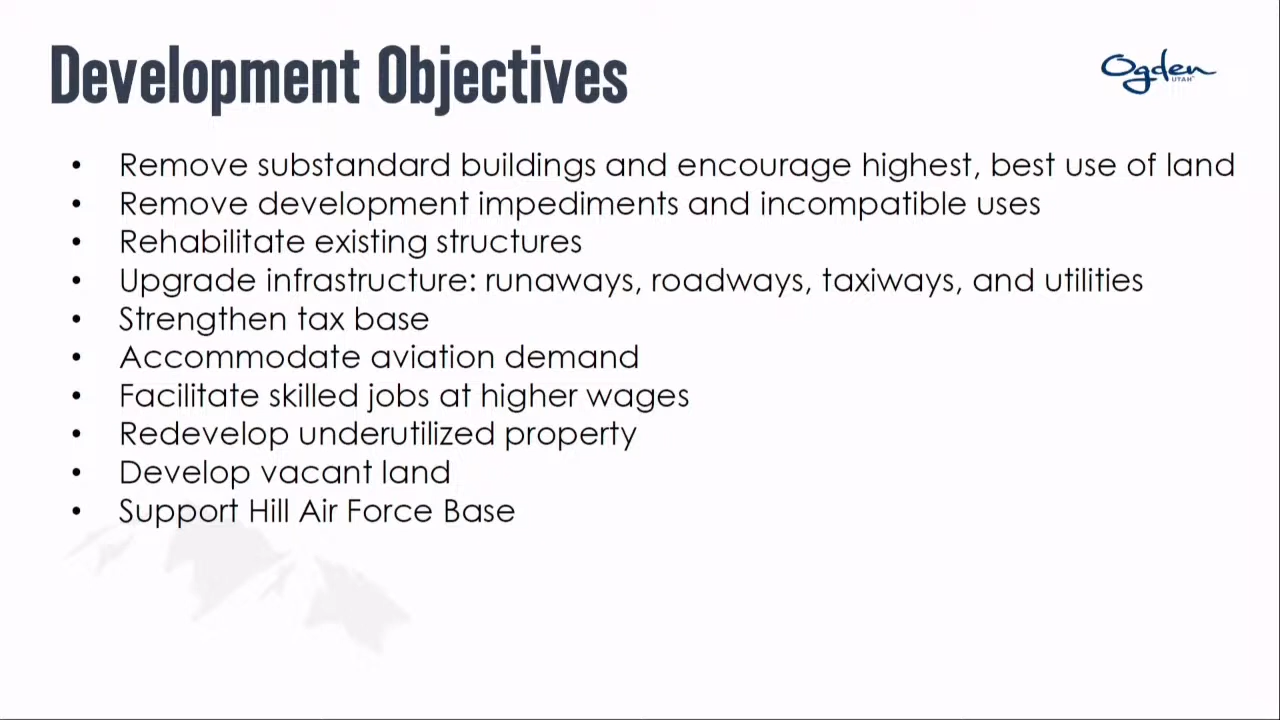 Development Objectives
Ogden
UTAH
• Remove substandard buildings and encourage highest, best use of land
• Remove development impediments and incompatible uses
• Rehabilitate existing structures
• Upgrade infrastructure: runaways, roadways, taxiways, and utilities
• Strengthen tax base
• Accommodate aviation demand
• Facilitate skilled jobs at higher wages
• Redevelop underutilized property
• Develop vacant land
• Support Hill Air Force Base